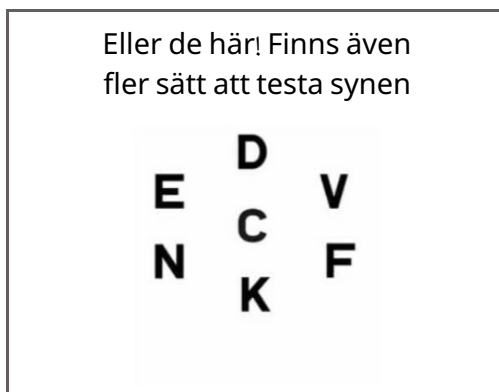 Eller de här! Finns även
fler sätt att testa synen
D
E V
C
N F
K